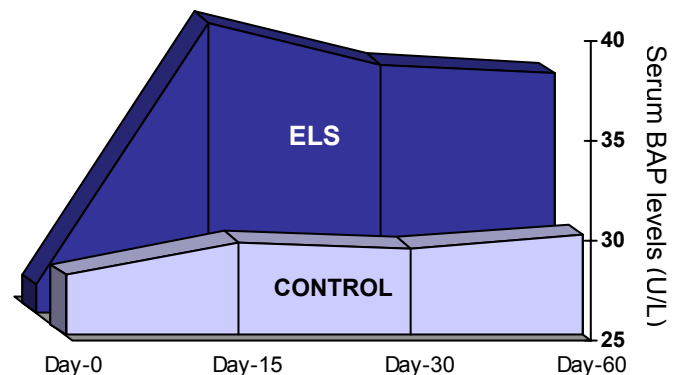 40
35
30
25
Serum BAP levels (U/L)
ELS
CONTROL
Day-0 Day-15 Day-30 Day-60